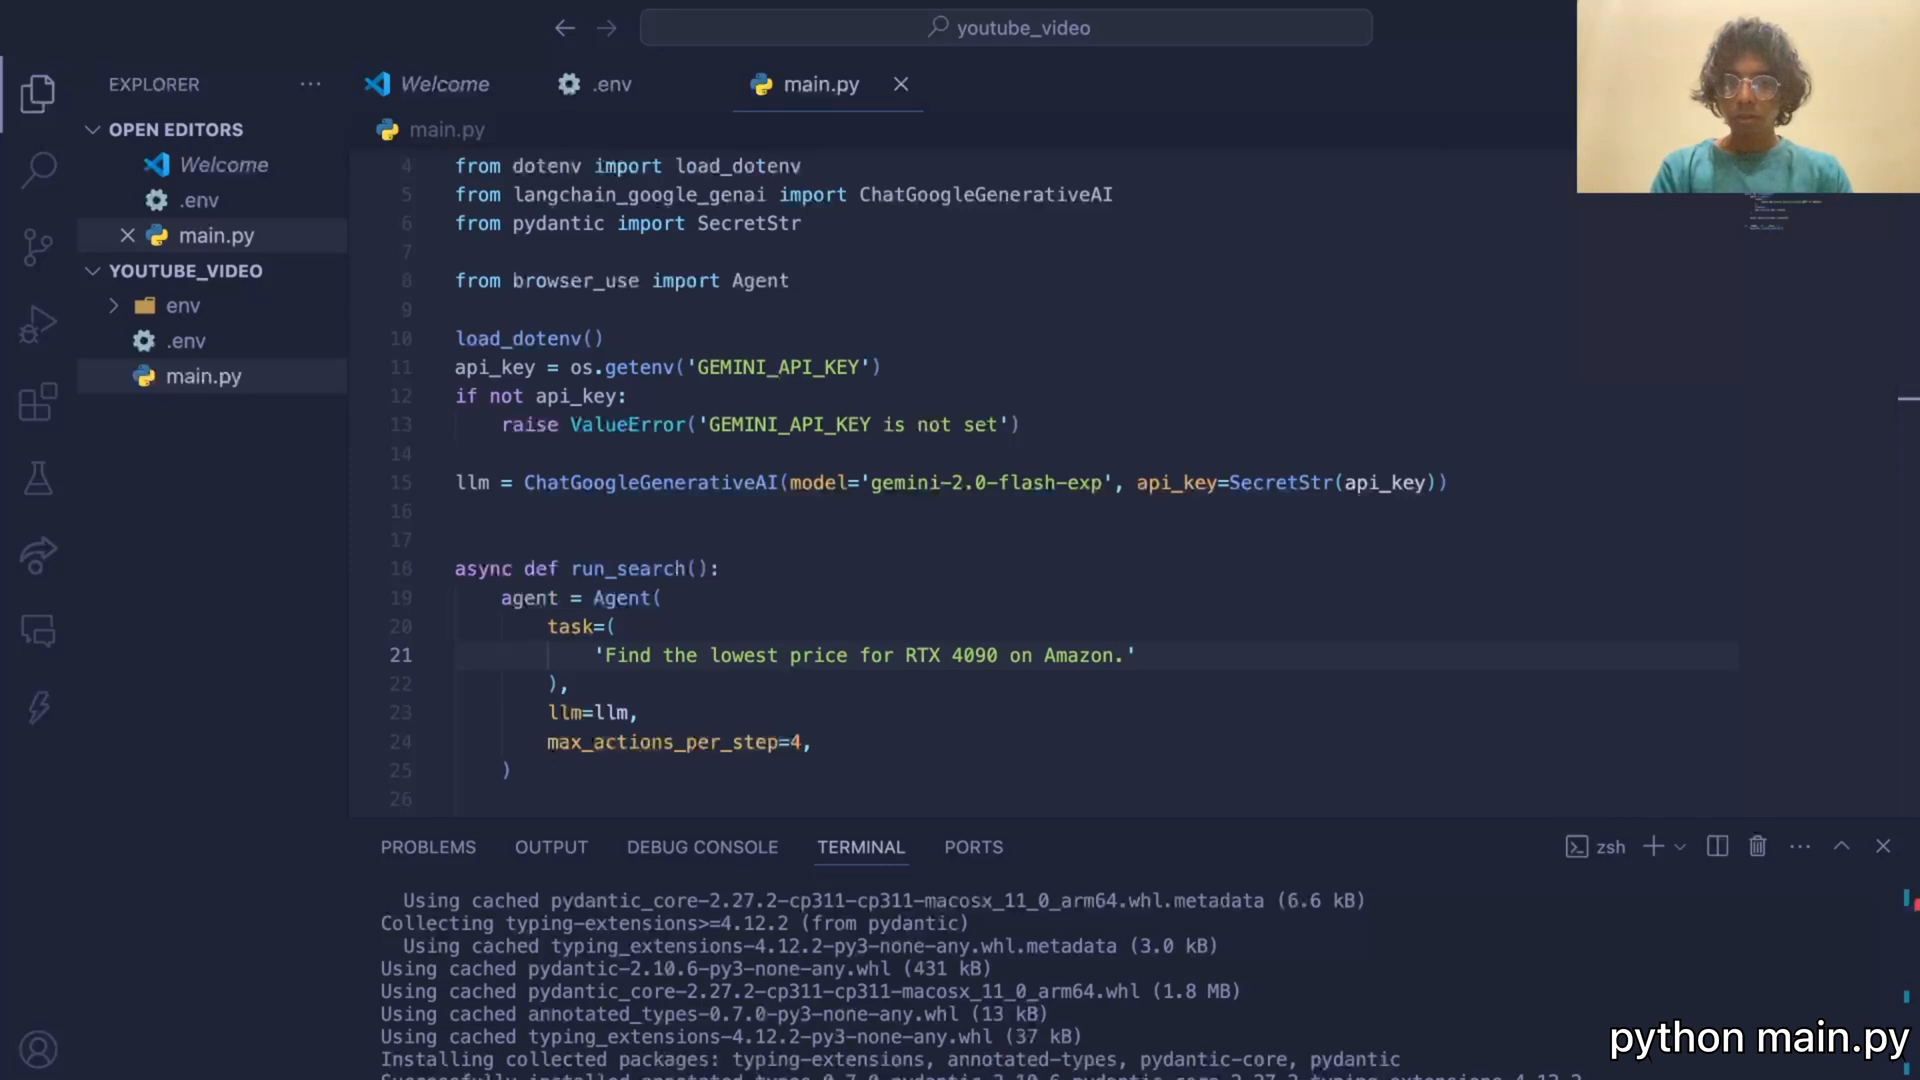 youtube_video
EXPLORER
Welcome
.env
main.py
OPEN EDITORS
Welcome
.env
main.py
YOUTUBE_VIDEO
env
.env
main.py
main.py
4 from dotenv import load_dotenv
5 from langchain_google_genai import ChatGoogleGenerativeAI
6 from pydantic import SecretStr
7
8 from browser_use import Agent
9
10 load_dotenv()
11 api_key = os.getenv('GEMINI_API_KEY')
12 if not api_key:
13 raise ValueError('GEMINI_API_KEY is not set')
14
15 llm = ChatGoogleGenerativeAI(model='gemini-2.0-flash-exp', api_key=SecretStr(api_key))
16
17
18 async def run_search():
19 agent = Agent(
20 task=(
21 'Find the lowest price for RTX 4090 on Amazon.'
22 ),
23 llm=llm,
24 max_actions_per_step=4,
25 )
26
PROBLEMS OUTPUT DEBUG CONSOLE TERMINAL PORTS
zsh
Using cached pydantic_core-2.27.2-cp311-cp311-macosx_11_0_arm64.whl.metadata (6.6 kB)
Collecting typing-extensions>=4.12.2 (from pydantic)
Using cached typing_extensions-4.12.2-py3-none-any.whl.metadata (3.0 kB)
Using cached pydantic-2.10.6-py3-none-any.whl (431 kB)
Using cached pydantic_core-2.27.2-cp311-cp311-macosx_11_0_arm64.whl (1.8 MB)
Using cached annotated_types-0.7.0-py3-none-any.whl (13 kB)
Using cached typing_extensions-4.12.2-py3-none-any.whl (37 kB)
Installing collected packages: typing-extensions, annotated-types, pydantic-core, pydantic
python main.py